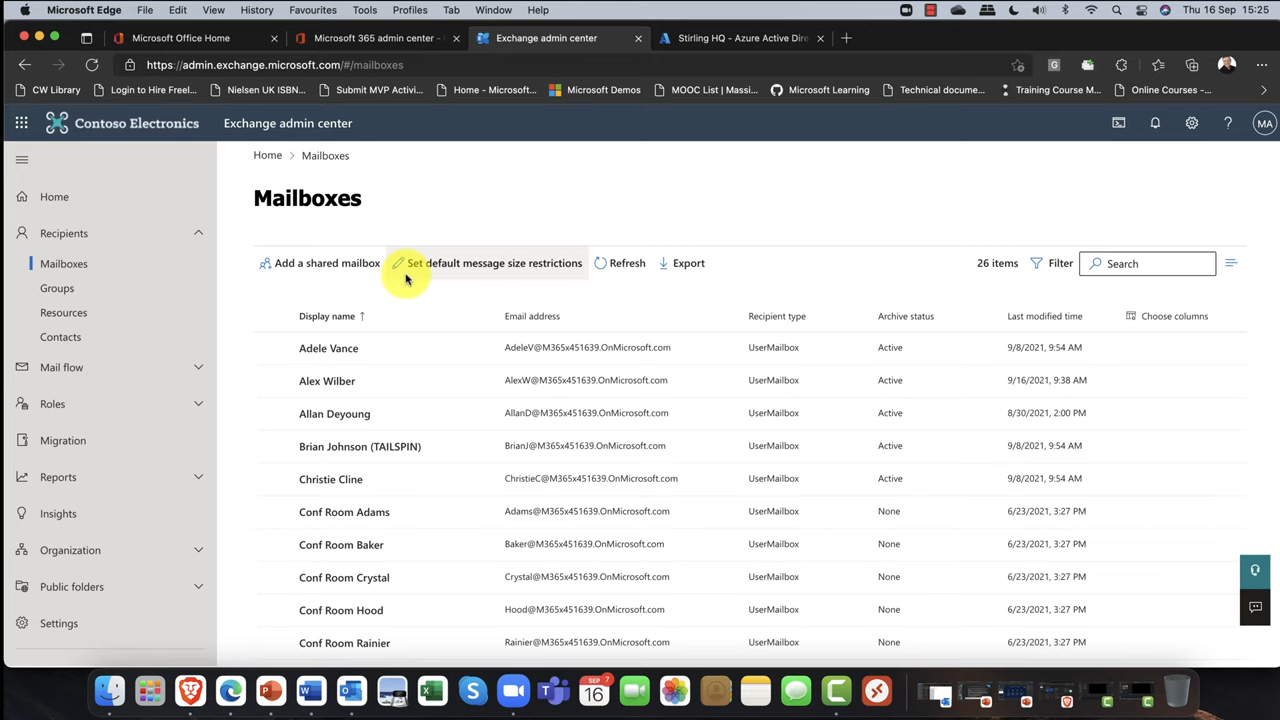 Microsoft Edge File Edit View History Favourites Tools Profiles Tab Window Help Thu 16 Sep 15:25
Microsoft Office Home Microsoft 365 admin center - Exchange admin center Stirling HQ - Azure Active Dire
https://admin.exchange.microsoft.com/#/mailboxes
CW Library Login to Hire Freel... Nielsen UK ISBN... Submit MVP Activi... Home - Microsoft... Microsoft Demos MOOC List | Massi... Microsoft Learning Technical docume... Training Course M... Online Courses -...
Contoso Electronics Exchange admin center MA
Home > Mailboxes
Mailboxes
Home
Recipients
Mailboxes
Groups
Resources
Contacts
Mail flow
Roles
Migration
Reports
Insights
Organization
Public folders
Settings
Add a shared mailbox Set default message size restrictions Refresh Export 26 items Filter Search
Display name ↑ Email address Recipient type Archive status Last modified time Choose columns
Adele Vance AdeleV@M365x451639.OnMicrosoft.com UserMailbox Active 9/8/2021, 9:54 AM
Alex Wilber AlexW@M365x451639.OnMicrosoft.com UserMailbox Active 9/16/2021, 9:38 AM
Allan Deyoung AllanD@M365x451639.OnMicrosoft.com UserMailbox Active 8/30/2021, 2:00 PM
Brian Johnson (TAILSPIN) BrianJ@M365x451639.OnMicrosoft.com UserMailbox Active 9/8/2021, 9:54 AM
Christie Cline ChristieC@M365x451639.OnMicrosoft.com UserMailbox Active 9/8/2021, 9:54 AM
Conf Room Adams Adams@M365x451639.OnMicrosoft.com UserMailbox None 6/23/2021, 3:27 PM
Conf Room Baker Baker@M365x451639.OnMicrosoft.com UserMailbox None 6/23/2021, 3:27 PM
Conf Room Crystal Crystal@M365x451639.OnMicrosoft.com UserMailbox None 6/23/2021, 3:27 PM
Conf Room Hood Hood@M365x451639.OnMicrosoft.com UserMailbox None 6/23/2021, 3:27 PM
Conf Room Rainier Rainier@M365x451639.OnMicrosoft.com UserMailbox None 6/23/2021, 3:27 PM
SEP 7
16